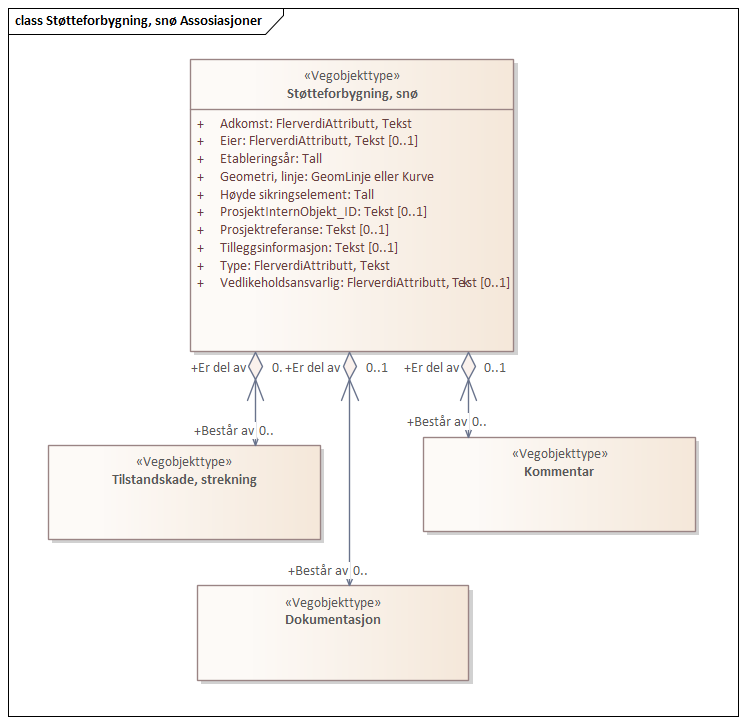 class Støtteforbygning, snø Assosiasjoner
«Vegobjekttype»
Støtteforbygning, snø
+ Adkomst: FlerverdiAttributt, Tekst
+ Eier: FlerverdiAttributt, Tekst [0..1]
+ Etableringsår: Tall
+ Geometri, linje: GeomLinje eller Kurve
+ Høyde sikringselement: Tall
+ ProsjektInternObjekt_ID: Tekst [0..1]
+ Prosjektreferanse: Tekst [0..1]
+ Tilleggsinformasjon: Tekst [0..1]
+ Type: FlerverdiAttributt, Tekst
+ Vedlikeholdsansvarlig: FlerverdiAttributt, Tekst [0..1]
+Er del av 0. +Er del av 0..1 +Er del av 0..1
+Består av 0..
+Består av 0..
«Vegobjekttype»
Kommentar
«Vegobjekttype»
Tilstandskade, strekning
+Består av 0..
«Vegobjekttype»
Dokumentasjon